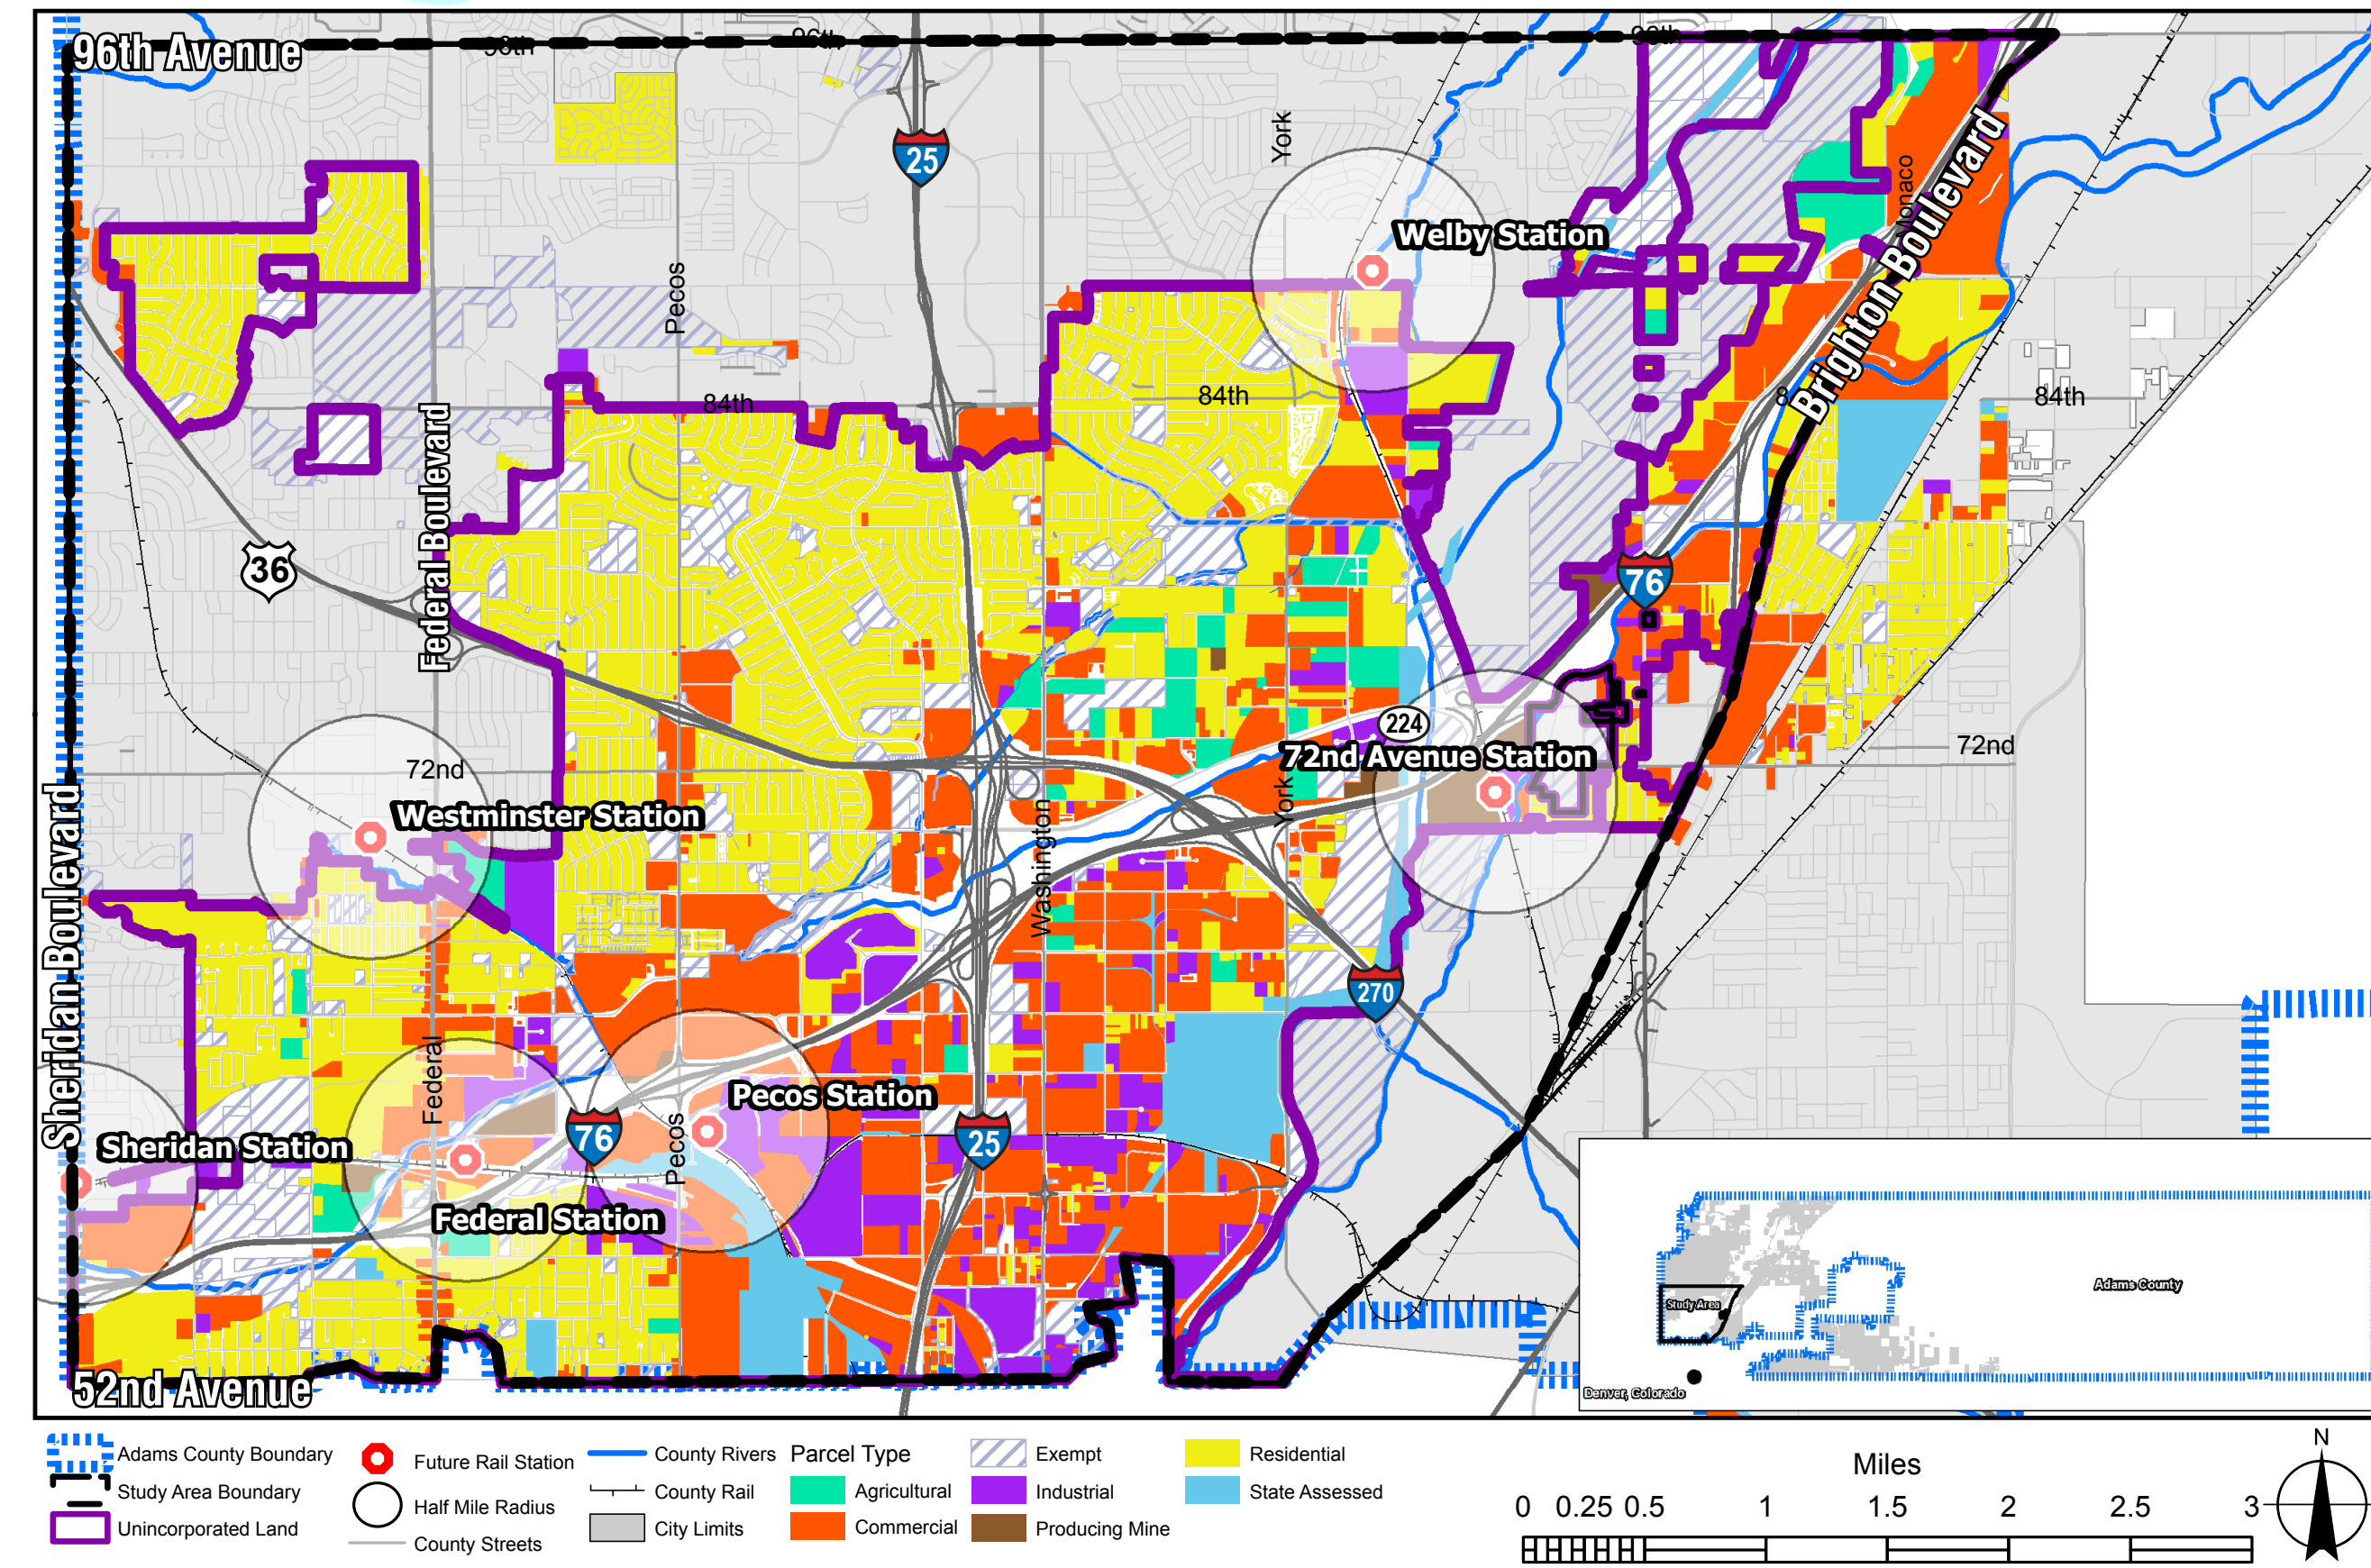 96th Avenue
96th
96th
96th
York
25
Monaco
Brighton Boulevard
Welby Station
Pecos
84th
84th
84th
Federal Boulevard
36
76
224
72nd Avenue Station
72nd
72nd
Westminster Station
York
Washington
Sheridan Boulevard
270
Federal
Pecos Station
76
Pecos
25
Sheridan Station
Federal Station
52nd Avenue
Study Area
Adams County
Denver, Colorado
Adams County Boundary
Study Area Boundary
Unincorporated Land
Future Rail Station
Half Mile Radius
County Streets
County Rivers
County Rail
City Limits
Parcel Type
Agricultural
Commercial
Exempt
Industrial
Producing Mine
Residential
State Assessed
Miles
0 0.25 0.5 1 1.5 2 2.5 3
N